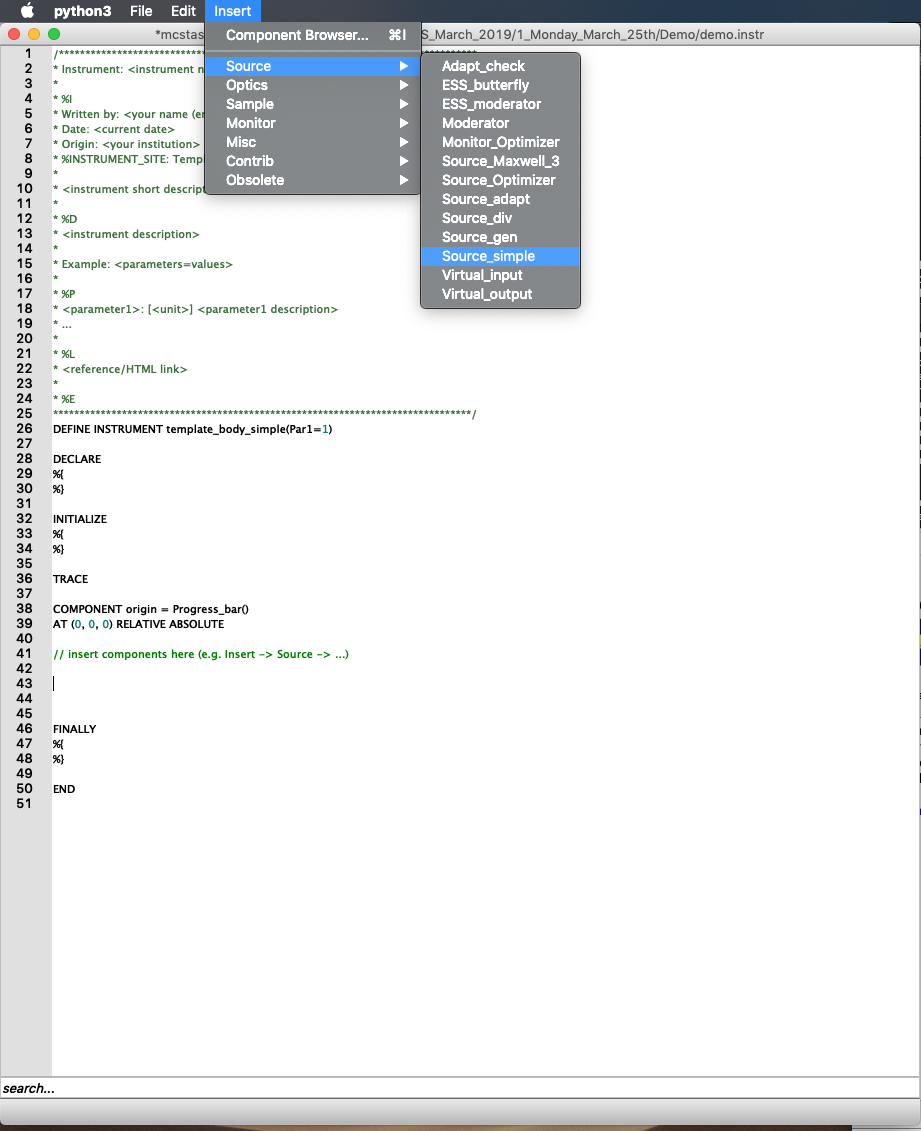 python3 File Edit Insert
*mcstas S_March_2019/1_Monday_March_25th/Demo/demo.instr
Component Browser... ⌘I
Source ▶
Optics ▶
Sample ▶
Monitor ▶
Misc ▶
Contrib ▶
Obsolete ▶
Adapt_check
ESS_butterfly
ESS_moderator
Moderator
Monitor_Optimizer
Source_Maxwell_3
Source_Optimizer
Source_adapt
Source_div
Source_gen
Source_simple
Virtual_input
Virtual_output
1 /*******************************************************************************
2 * Instrument: <instrument n
3 *
4 * %I
5 * Written by: <your name (e
6 * Date: <current date>
7 * Origin: <your institution>
8 * %INSTRUMENT_SITE: Temp
9 *
10 * <instrument short descript
11 *
12 * %D
13 * <instrument description>
14 *
15 * Example: <parameters=values>
16 *
17 * %P
18 * <parameter1>: [<unit>] <parameter1 description>
19 * ...
20 *
21 * %L
22 * <reference/HTML link>
23 *
24 * %E
25 *******************************************************************************/
26 DEFINE INSTRUMENT template_body_simple(Par1=1)
27
28 DECLARE
29 %{
30 %}
31
32 INITIALIZE
33 %{
34 %}
35
36 TRACE
37
38 COMPONENT origin = Progress_bar()
39 AT (0, 0, 0) RELATIVE ABSOLUTE
40
41 // insert components here (e.g. Insert -> Source -> ...)
42
43
44
45
46 FINALLY
47 %{
48 %}
49
50 END
51
search...